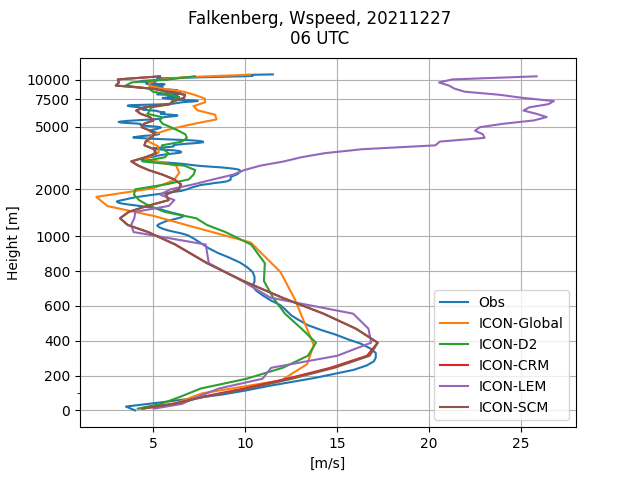 Falkenberg, Wspeed, 20211227
06 UTC
Height [m]
10000
7500
5000
2000
1000
800
600
400
200
0
5
10
15
20
25
[m/s]
Obs
ICON-Global
ICON-D2
ICON-CRM
ICON-LEM
ICON-SCM